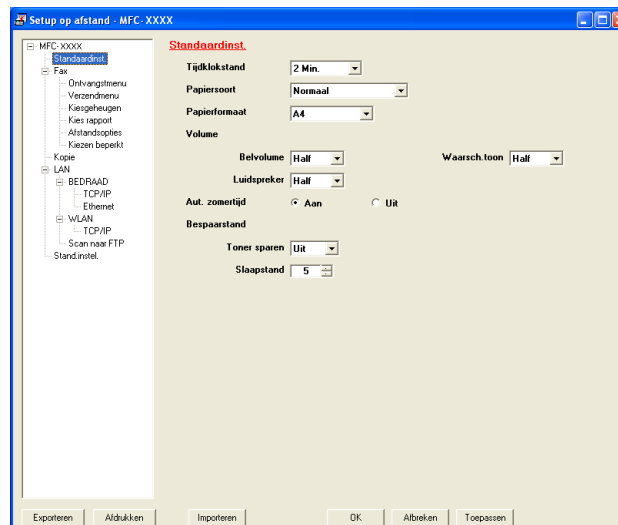 Setup op afstand - MFC-XXXX
MFC-XXXX
Standaardinst.
Fax
Ontvangstmenu
Verzendmenu
Kiesgeheugen
Kies rapport
Afstandsopties
Kiezen beperkt
Kopie
LAN
BEDRAAD
TCP/IP
Ethernet
WLAN
TCP/IP
Scan naar FTP
Stand.instel.
Standaardinst.
Tijdklokstand 2 Min.
Papiersoort Normaal
Papierformaat A4
Volume
Belvolume Half Waarsch.toon Half
Luidspreker Half
Aut. zomertijd Aan Uit
Bespaarstand
Toner sparen Uit
Slaapstand 5
Exporteren Afdrukken Importeren OK Afbreken Toepassen